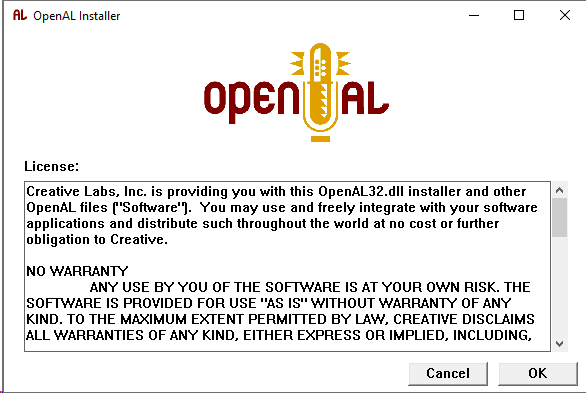 AL OpenAL Installer
OPEN AL
License:
Creative Labs, Inc. is providing you with this OpenAL32.dll installer and other
OpenAL files ("Software").  You may use and freely integrate with your software
applications and distribute such throughout the world at no cost or further
obligation to Creative.
NO WARRANTY
ANY USE BY YOU OF THE SOFTWARE IS AT YOUR OWN RISK. THE
SOFTWARE IS PROVIDED FOR USE "AS IS" WITHOUT WARRANTY OF ANY
KIND. TO THE MAXIMUM EXTENT PERMITTED BY LAW, CREATIVE DISCLAIMS
ALL WARRANTIES OF ANY KIND, EITHER EXPRESS OR IMPLIED, INCLUDING,
Cancel OK